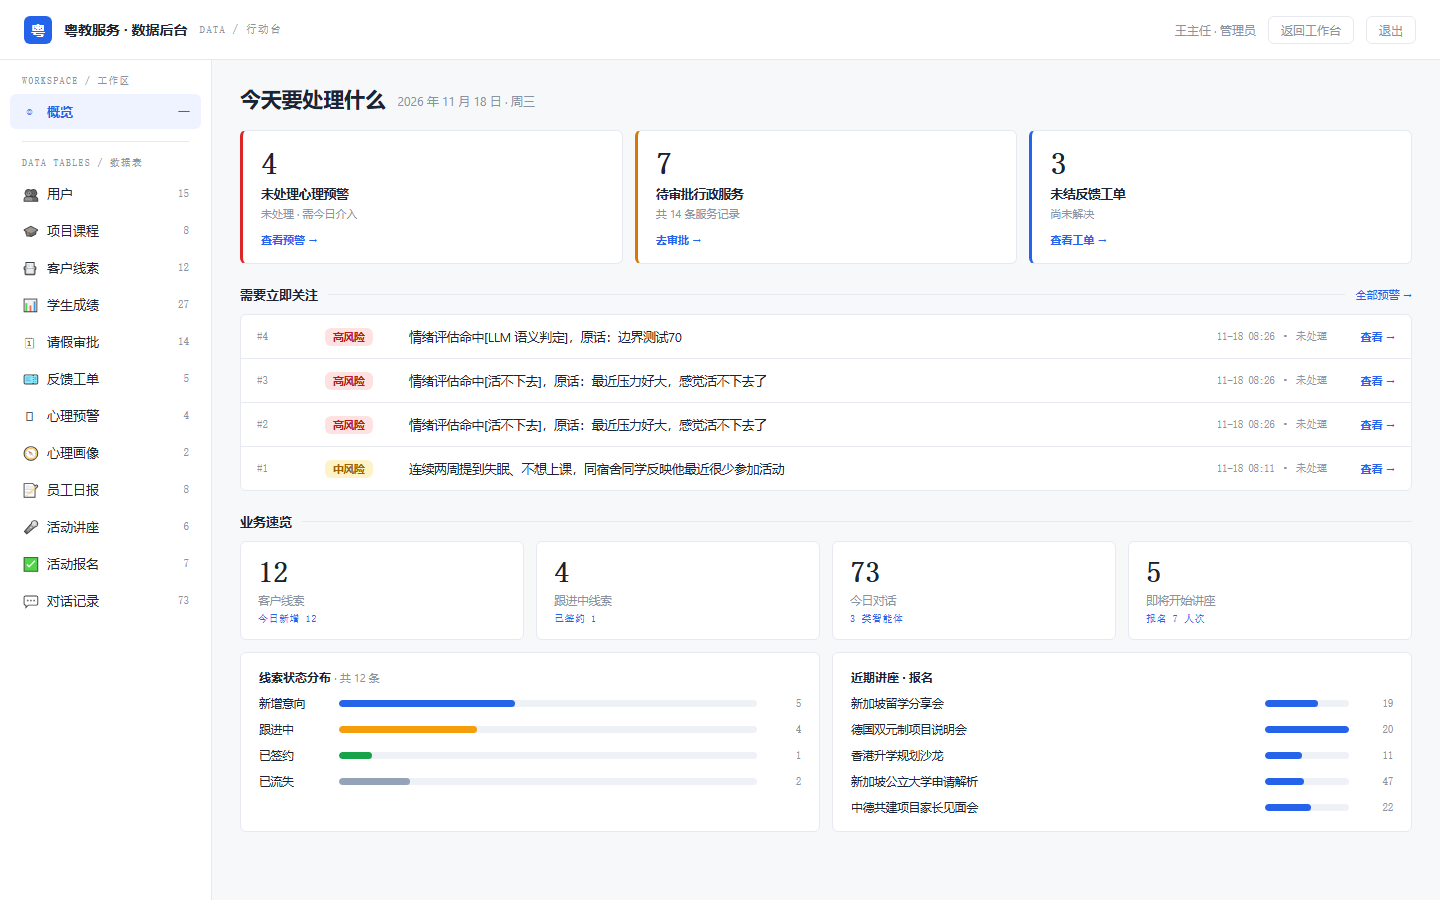 粤 粤教服务 · 数据后台 DATA / 行动台 王主任 · 管理员 返回工作台 退出
WORKSPACE / 工作区
概览 —
DATA TABLES / 数据表
用户 15
项目课程 8
客户线索 12
学生成绩 27
请假审批 14
反馈工单 5
心理预警 4
心理画像 2
员工日报 8
活动讲座 6
活动报名 7
对话记录 73
今天要处理什么 2026 年 11 月 18 日 · 周三
4
未处理心理预警
未处理 · 需今日介入
查看预警 →
7
待审批行政服务
共 14 条服务记录
去审批 →
3
未结反馈工单
尚未解决
查看工单 →
需要立即关注 全部预警 →
#4 高风险 情绪评估命中[LLM 语义判定]，原话：边界测试70 11-18 08:26 • 未处理 查看 →
#3 高风险 情绪评估命中[活不下去]，原话：最近压力好大，感觉活不下去了 11-18 08:26 • 未处理 查看 →
#2 高风险 情绪评估命中[活不下去]，原话：最近压力好大，感觉活不下去了 11-18 08:26 • 未处理 查看 →
#1 中风险 连续两周提到失眠、不想上课，同宿舍同学反映他最近很少参加活动 11-18 08:11 • 未处理 查看 →
业务速览
12
客户线索
今日新增 12
4
跟进中线索
已签约 1
73
今日对话
3 类智能体
5
即将开始讲座
报名 7 人次
线索状态分布 · 共 12 条
新增意向 5
跟进中 4
已签约 1
已流失 2
近期讲座 · 报名
新加坡留学分享会 19
德国双元制项目说明会 20
香港升学规划沙龙 11
新加坡公立大学申请解析 47
中德共建项目家长见面会 22